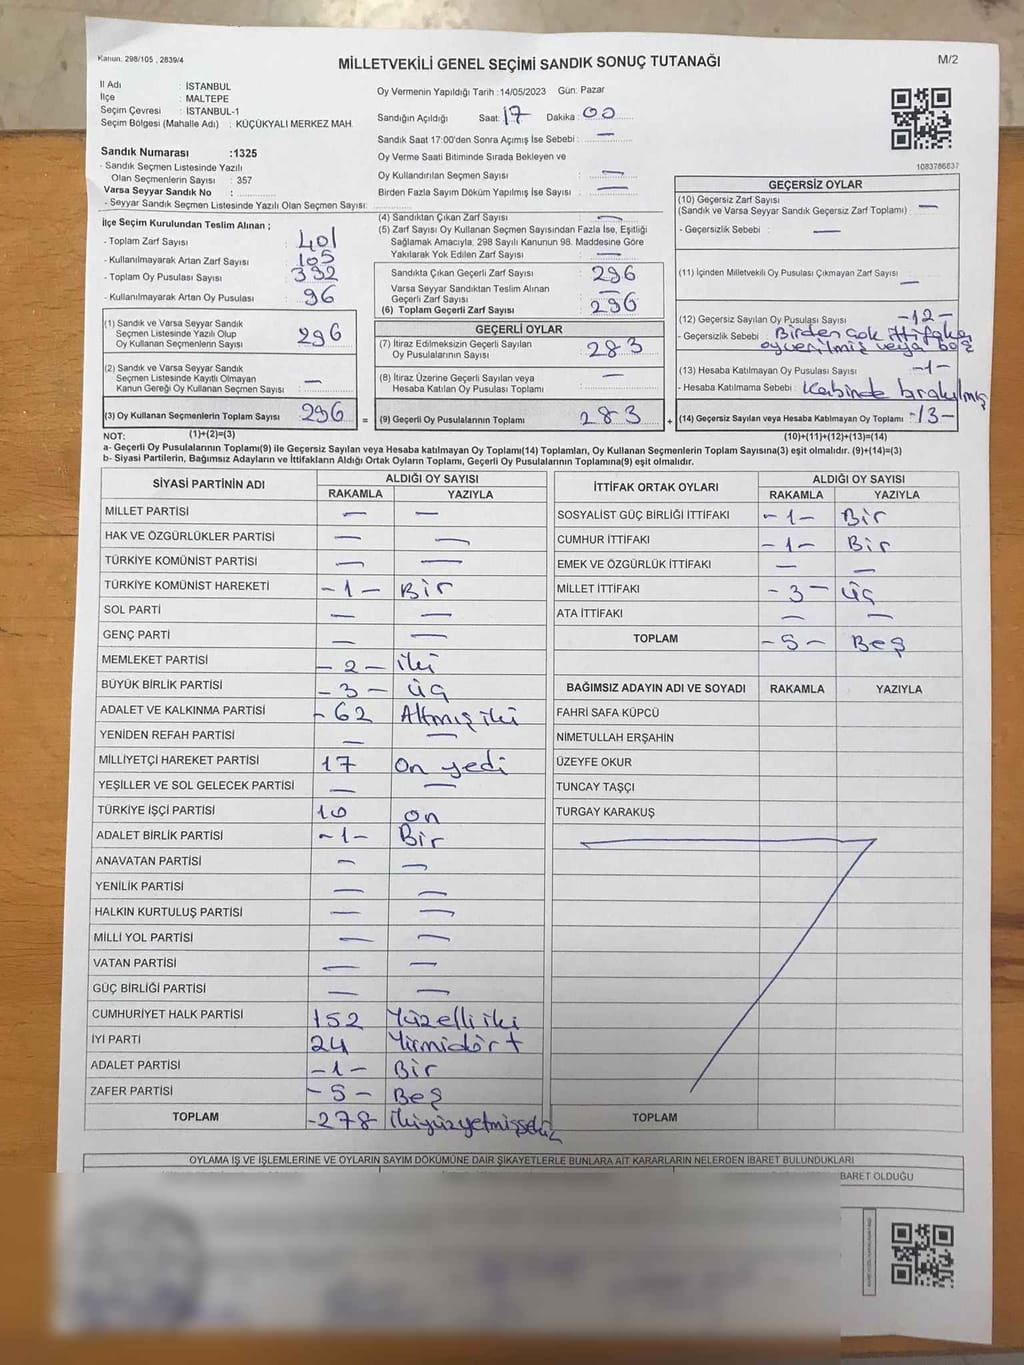 Kanun: 298/105 , 2839/4
MİLLETVEKİLİ GENEL SEÇİMİ SANDIK SONUÇ TUTANAĞI
M/2
İl Adı : İSTANBUL
İlçe : MALTEPE
Seçim Çevresi : İSTANBUL-1
Seçim Bölgesi (Mahalle Adı) : KÜÇÜKYALI MERKEZ MAH.
Sandık Numarası :1325
- Sandık Seçmen Listesinde Yazılı
Olan Seçmenlerin Sayısı : 357
Varsa Seyyar Sandık No :
- Seyyar Sandık Seçmen Listesinde Yazılı Olan Seçmen Sayısı:
Oy Vermenin Yapıldığı Tarih :14/05/2023 Gün: Pazar
Sandığın Açıldığı Saat: 17 Dakika : 00
Sandık Saat 17:00'den Sonra Açımış İse Sebebi : —
Oy Verme Saati Bitiminde Sırada Bekleyen ve
Oy Kullandırılan Seçmen Sayısı —
Birden Fazla Sayım Döküm Yapılmış İse Sayısı —
1083786837
İlçe Seçim Kurulundan Teslim Alınan ;
- Toplam Zarf Sayısı 401
- Kullanılmayarak Artan Zarf Sayısı 105
- Toplam Oy Pusulası Sayısı 392
- Kullanılmayarak Artan Oy Pusulası 96
(1) Sandık ve Varsa Seyyar Sandık
Seçmen Listesinde Yazılı Olup
Oy Kullanan Seçmenlerin Sayısı 296
(2) Sandık ve Varsa Seyyar Sandık
Seçmen Listesinde Kayıtlı Olmayan
Kanun Gereği Oy Kullanan Seçmen Sayısı —
(3) Oy Kullanan Seçmenlerin Toplam Sayısı 296 =
(1)+(2)=(3)
(4) Sandıktan Çıkan Zarf Sayısı —
(5) Zarf Sayısı Oy Kullanan Seçmen Sayısından Fazla İse, Eşitliği
Sağlamak Amacıyla, 298 Sayılı Kanunun 98. Maddesine Göre
Yakılarak Yok Edilen Zarf Sayısı —
Sandıkta Çıkan Geçerli Zarf Sayısı 296
Varsa Seyyar Sandıktan Teslim Alınan
Geçerli Zarf Sayısı —
(6) Toplam Geçerli Zarf Sayısı 296
GEÇERLİ OYLAR
(7) İtiraz Edilmeksizin Geçerli Sayılan
Oy Pusulalarının Sayısı 283
(8) İtiraz Üzerine Geçerli Sayılan veya
Hesaba Katılan Oy Pusulası Toplamı —
(9) Geçerli Oy Pusulalarının Toplamı 283 +
GEÇERSİZ OYLAR
(10) Geçersiz Zarf Sayısı
(Sandık ve Varsa Seyyar Sandık Geçersiz Zarf Toplamı) : —
- Geçersizlik Sebebi : —
(11) İçinden Milletvekili Oy Pusulası Çıkmayan Zarf Sayısı —
(12) Geçersiz Sayılan Oy Pusulası Sayısı -12-
- Geçersizlik Sebebi : Birden çok ittifaka
oy verilmiş veya boş
(13) Hesaba Katılmayan Oy Pusulası Sayısı -1-
- Hesaba Katılmama Sebebi : Kabinde bırakılmış
(14) Geçersiz Sayılan veya Hesaba Katılmayan Oy Toplamı -13-
(10)+(11)+(12)+(13)=(14)
NOT:
a- Geçerli Oy Pusulalarının Toplamı(9) ile Geçersiz Sayılan veya Hesaba katılmayan Oy Toplamı(14) Toplamları, Oy Kullanan Seçmenlerin Toplam Sayısına(3) eşit olmalıdır. (9)+(14)=(3)
b- Siyasi Partilerin, Bağımsız Adayların ve İttifakların Aldığı Ortak Oyların Toplamı, Geçerli Oy Pusulalarının Toplamına(9) eşit olmalıdır.
SİYASİ PARTİNİN ADI ALDIĞI OY SAYISI
RAKAMLA YAZIYLA
MİLLET PARTİSİ — —
HAK VE ÖZGÜRLÜKLER PARTİSİ — —
TÜRKİYE KOMÜNİST PARTİSİ — —
TÜRKİYE KOMÜNİST HAREKETİ -1- Bir
SOL PARTİ — —
GENÇ PARTİ — —
MEMLEKET PARTİSİ -2- iki
BÜYÜK BİRLİK PARTİSİ -3- üç
ADALET VE KALKINMA PARTİSİ -62 Altmış iki
YENİDEN REFAH PARTİSİ — —
MİLLİYETÇİ HAREKET PARTİSİ 17 On yedi
YEŞİLLER VE SOL GELECEK PARTİSİ — —
TÜRKİYE İŞÇİ PARTİSİ 10 on
ADALET BİRLİK PARTİSİ -1- Bir
ANAVATAN PARTİSİ — —
YENİLİK PARTİSİ — —
HALKIN KURTULUŞ PARTİSİ — —
MİLLİ YOL PARTİSİ — —
VATAN PARTİSİ — —
GÜÇ BİRLİĞİ PARTİSİ — —
CUMHURİYET HALK PARTİSİ 152 Yüzelli iki
İYİ PARTİ 24 Yirmidört
ADALET PARTİSİ -1- Bir
ZAFER PARTİSİ -5- Beş
TOPLAM -278 ikiyüzyetmişsekiz
İTTİFAK ORTAK OYLARI ALDIĞI OY SAYISI
RAKAMLA YAZIYLA
SOSYALİST GÜÇ BİRLİĞİ İTTİFAKI -1- Bir
CUMHUR İTTİFAKI -1- Bir
EMEK VE ÖZGÜRLÜK İTTİFAKI — —
MİLLET İTTİFAKI -3- üç
ATA İTTİFAKI — —
TOPLAM -5- Beş
BAĞIMSIZ ADAYIN ADI VE SOYADI RAKAMLA YAZIYLA
FAHRİ SAFA KÜPCÜ
NİMETULLAH ERŞAHİN
ÜZEYFE OKUR
TUNCAY TAŞÇI
TURGAY KARAKUŞ
TOPLAM
OYLAMA İŞ VE İŞLEMLERİNE VE OYLARIN SAYIM DÖKÜMÜNE DAİR ŞİKAYETLERLE BUNLARA AİT KARARLARIN NELERDEN İBARET BULUNDUKLARI
BARET OLDUĞU